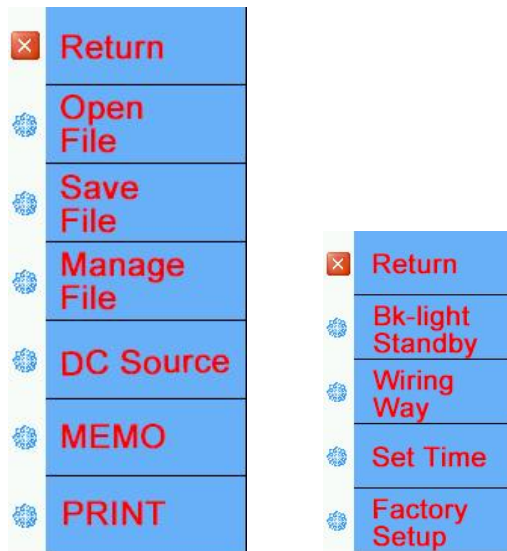 Return
Open
File
Save
File
Manage
File
DC Source
MEMO
PRINT
Return
Bk-light
Standby
Wiring
Way
Set Time
Factory
Setup